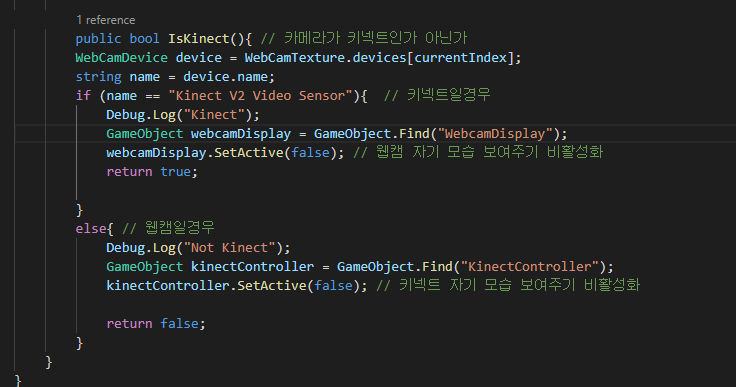 1 reference
public bool IsKinect(){ // 카메라가 키넥트인가 아닌가
WebCamDevice device = WebCamTexture.devices[currentIndex];
string name = device.name;
if (name == "Kinect V2 Video Sensor"){  // 키넥트일경우
Debug.Log("Kinect");
GameObject webcamDisplay = GameObject.Find("WebcamDisplay");
webcamDisplay.SetActive(false); // 웹캠 자기 모습 보여주기 비활성화
return true;
}
else{ // 웹캠일경우
Debug.Log("Not Kinect");
GameObject kinectController = GameObject.Find("KinectController");
kinectController.SetActive(false); // 키넥트 자기 모습 보여주기 비활성화
return false;
}
}
}